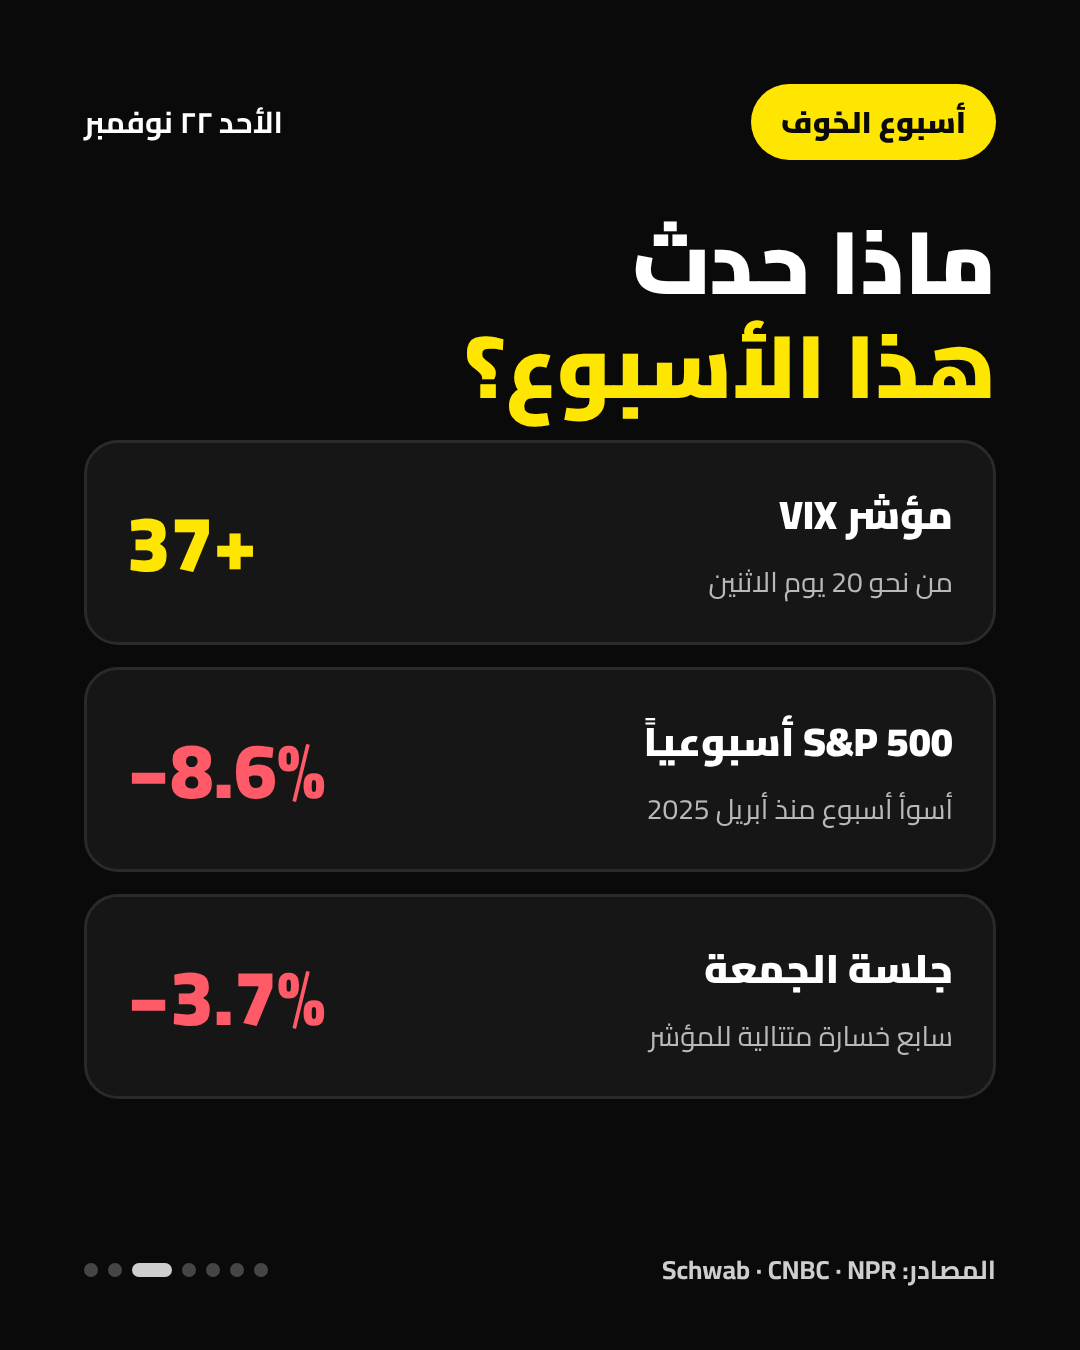 أسبوع الخوف
الأحد ٢٢ نوفمبر
ماذا حدث
هذا الأسبوع؟
مؤشر VIX
37+
من نحو 20 يوم الاثنين
S&P 500 أسبوعياً
−8.6%
أسوأ أسبوع منذ أبريل 2025
جلسة الجمعة
−3.7%
سابع خسارة متتالية للمؤشر
المصادر: Schwab · CNBC · NPR